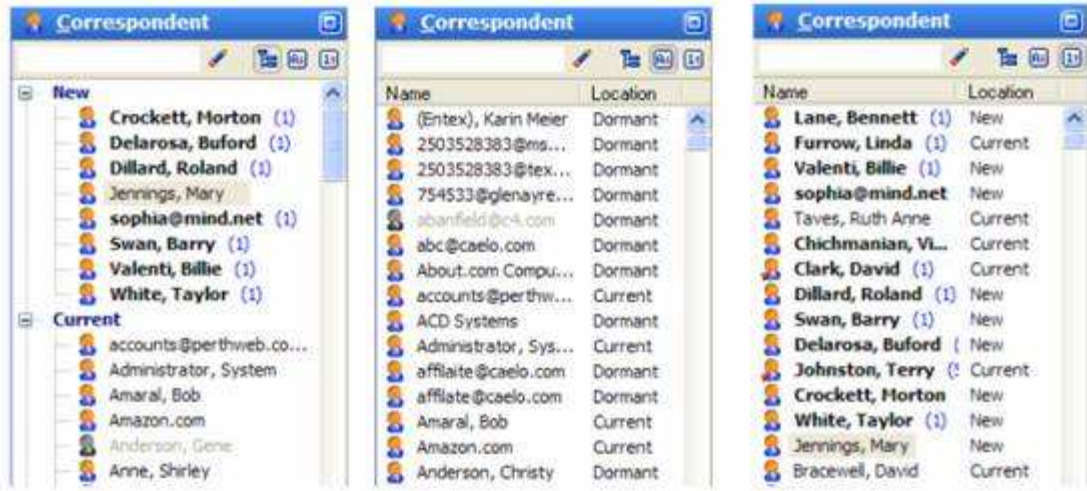 Correspondent
New
Crockett, Morton (1)
Delarosa, Buford (1)
Dillard, Roland (1)
Jennings, Mary
sophia@mind.net (1)
Swan, Barry (1)
Valenti, Billie (1)
White, Taylor (1)
Current
accounts@perthweb.co...
Administrator, System
Amaral, Bob
Amazon.com
Anderson, Gene
Anne, Shirley
Correspondent
Name Location
(Entex), Karin Meier Dormant
2503528383@ms... Dormant
2503528383@tex... Dormant
754533@glenayre... Dormant
abanfield@c4.com Dormant
abc@caelo.com Dormant
About.com Compu... Dormant
accounts@perthw... Current
ACD Systems Dormant
Administrator, Sys... Current
affilaite@caelo.com Dormant
affilate@caelo.com Dormant
Amaral, Bob Current
Amazon.com Current
Anderson, Christy Dormant
Correspondent
Name Location
Lane, Bennett (1) New
Furrow, Linda (1) Current
Valenti, Billie (1) New
sophia@mind.net New
Taves, Ruth Anne Current
Chichmanian, Vi... Current
Clark, David (1) Current
Dillard, Roland (1) New
Swan, Barry (1) New
Delarosa, Buford ( New
Johnston, Terry ( Current
Crockett, Morton New
White, Taylor (1) New
Jennings, Mary New
Bracewell, David Current